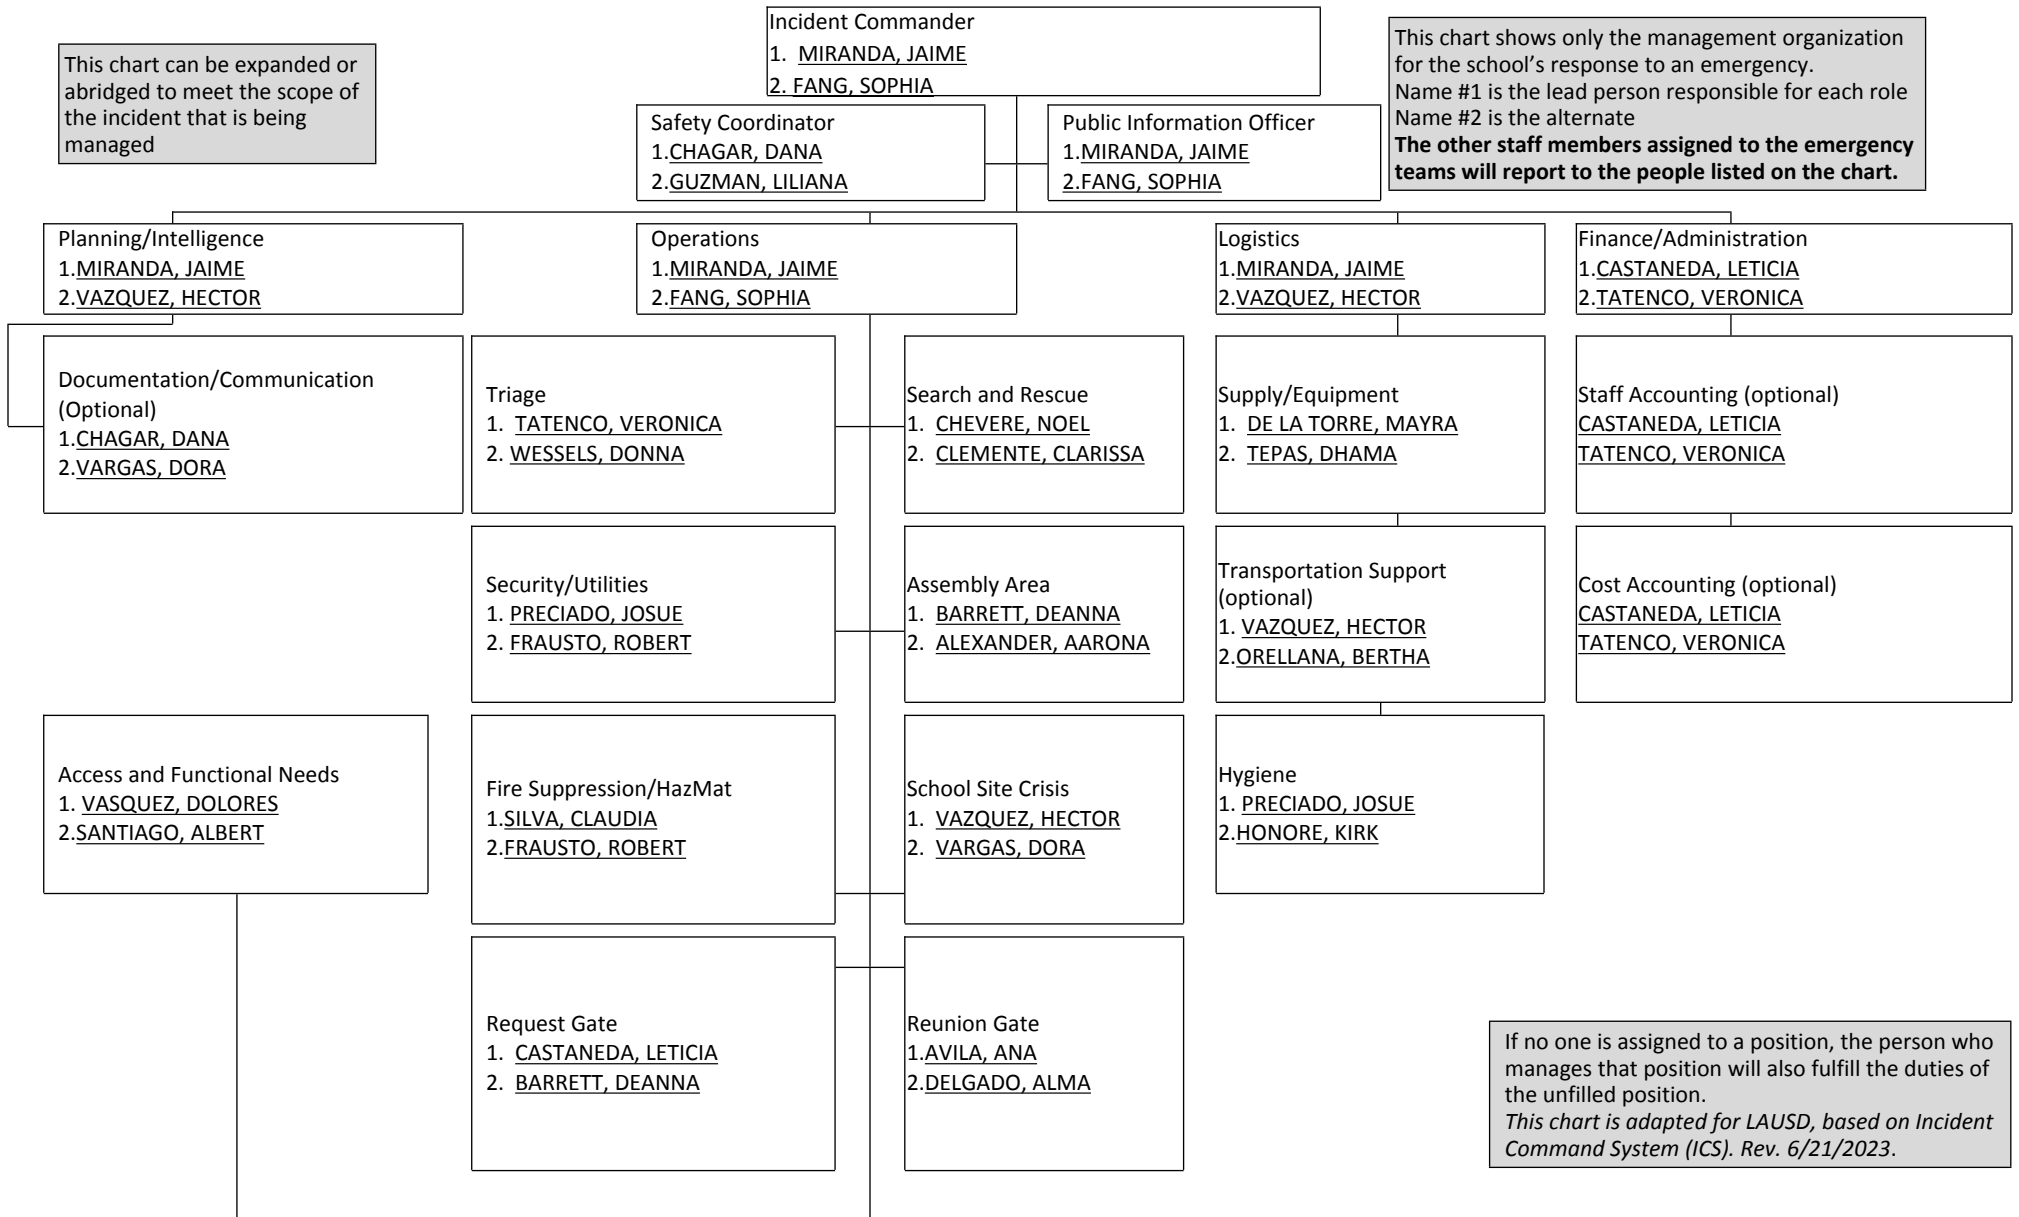 Incident Commander
1. MIRANDA, JAIME
2. FANG, SOPHIA
This chart can be expanded or
abridged to meet the scope of
the incident that is being
managed
This chart shows only the management organization
for the school’s response to an emergency.
Name #1 is the lead person responsible for each role
Name #2 is the alternate
The other staff members assigned to the emergency
teams will report to the people listed on the chart.
Safety Coordinator
1.CHAGAR, DANA
2.GUZMAN, LILIANA
Public Information Officer
1.MIRANDA, JAIME
2.FANG, SOPHIA
Planning/Intelligence
1.MIRANDA, JAIME
2.VAZQUEZ, HECTOR
Operations
1.MIRANDA, JAIME
2.FANG, SOPHIA
Logistics
1.MIRANDA, JAIME
2.VAZQUEZ, HECTOR
Finance/Administration
1.CASTANEDA, LETICIA
2.TATENCO, VERONICA
Documentation/Communication
(Optional)
1.CHAGAR, DANA
2.VARGAS, DORA
Triage
1. TATENCO, VERONICA
2. WESSELS, DONNA
Search and Rescue
1. CHEVERE, NOEL
2. CLEMENTE, CLARISSA
Supply/Equipment
1. DE LA TORRE, MAYRA
2. TEPAS, DHAMA
Staff Accounting (optional)
CASTANEDA, LETICIA
TATENCO, VERONICA
Security/Utilities
1. PRECIADO, JOSUE
2. FRAUSTO, ROBERT
Assembly Area
1. BARRETT, DEANNA
2. ALEXANDER, AARONA
Transportation Support
(optional)
1. VAZQUEZ, HECTOR
2.ORELLANA, BERTHA
Cost Accounting (optional)
CASTANEDA, LETICIA
TATENCO, VERONICA
Access and Functional Needs
1. VASQUEZ, DOLORES
2.SANTIAGO, ALBERT
Fire Suppression/HazMat
1.SILVA, CLAUDIA
2.FRAUSTO, ROBERT
School Site Crisis
1. VAZQUEZ, HECTOR
2. VARGAS, DORA
Hygiene
1. PRECIADO, JOSUE
2.HONORE, KIRK
Request Gate
1. CASTANEDA, LETICIA
2. BARRETT, DEANNA
Reunion Gate
1.AVILA, ANA
2.DELGADO, ALMA
If no one is assigned to a position, the person who
manages that position will also fulfill the duties of
the unfilled position.
This chart is adapted for LAUSD, based on Incident
Command System (ICS). Rev. 6/21/2023.